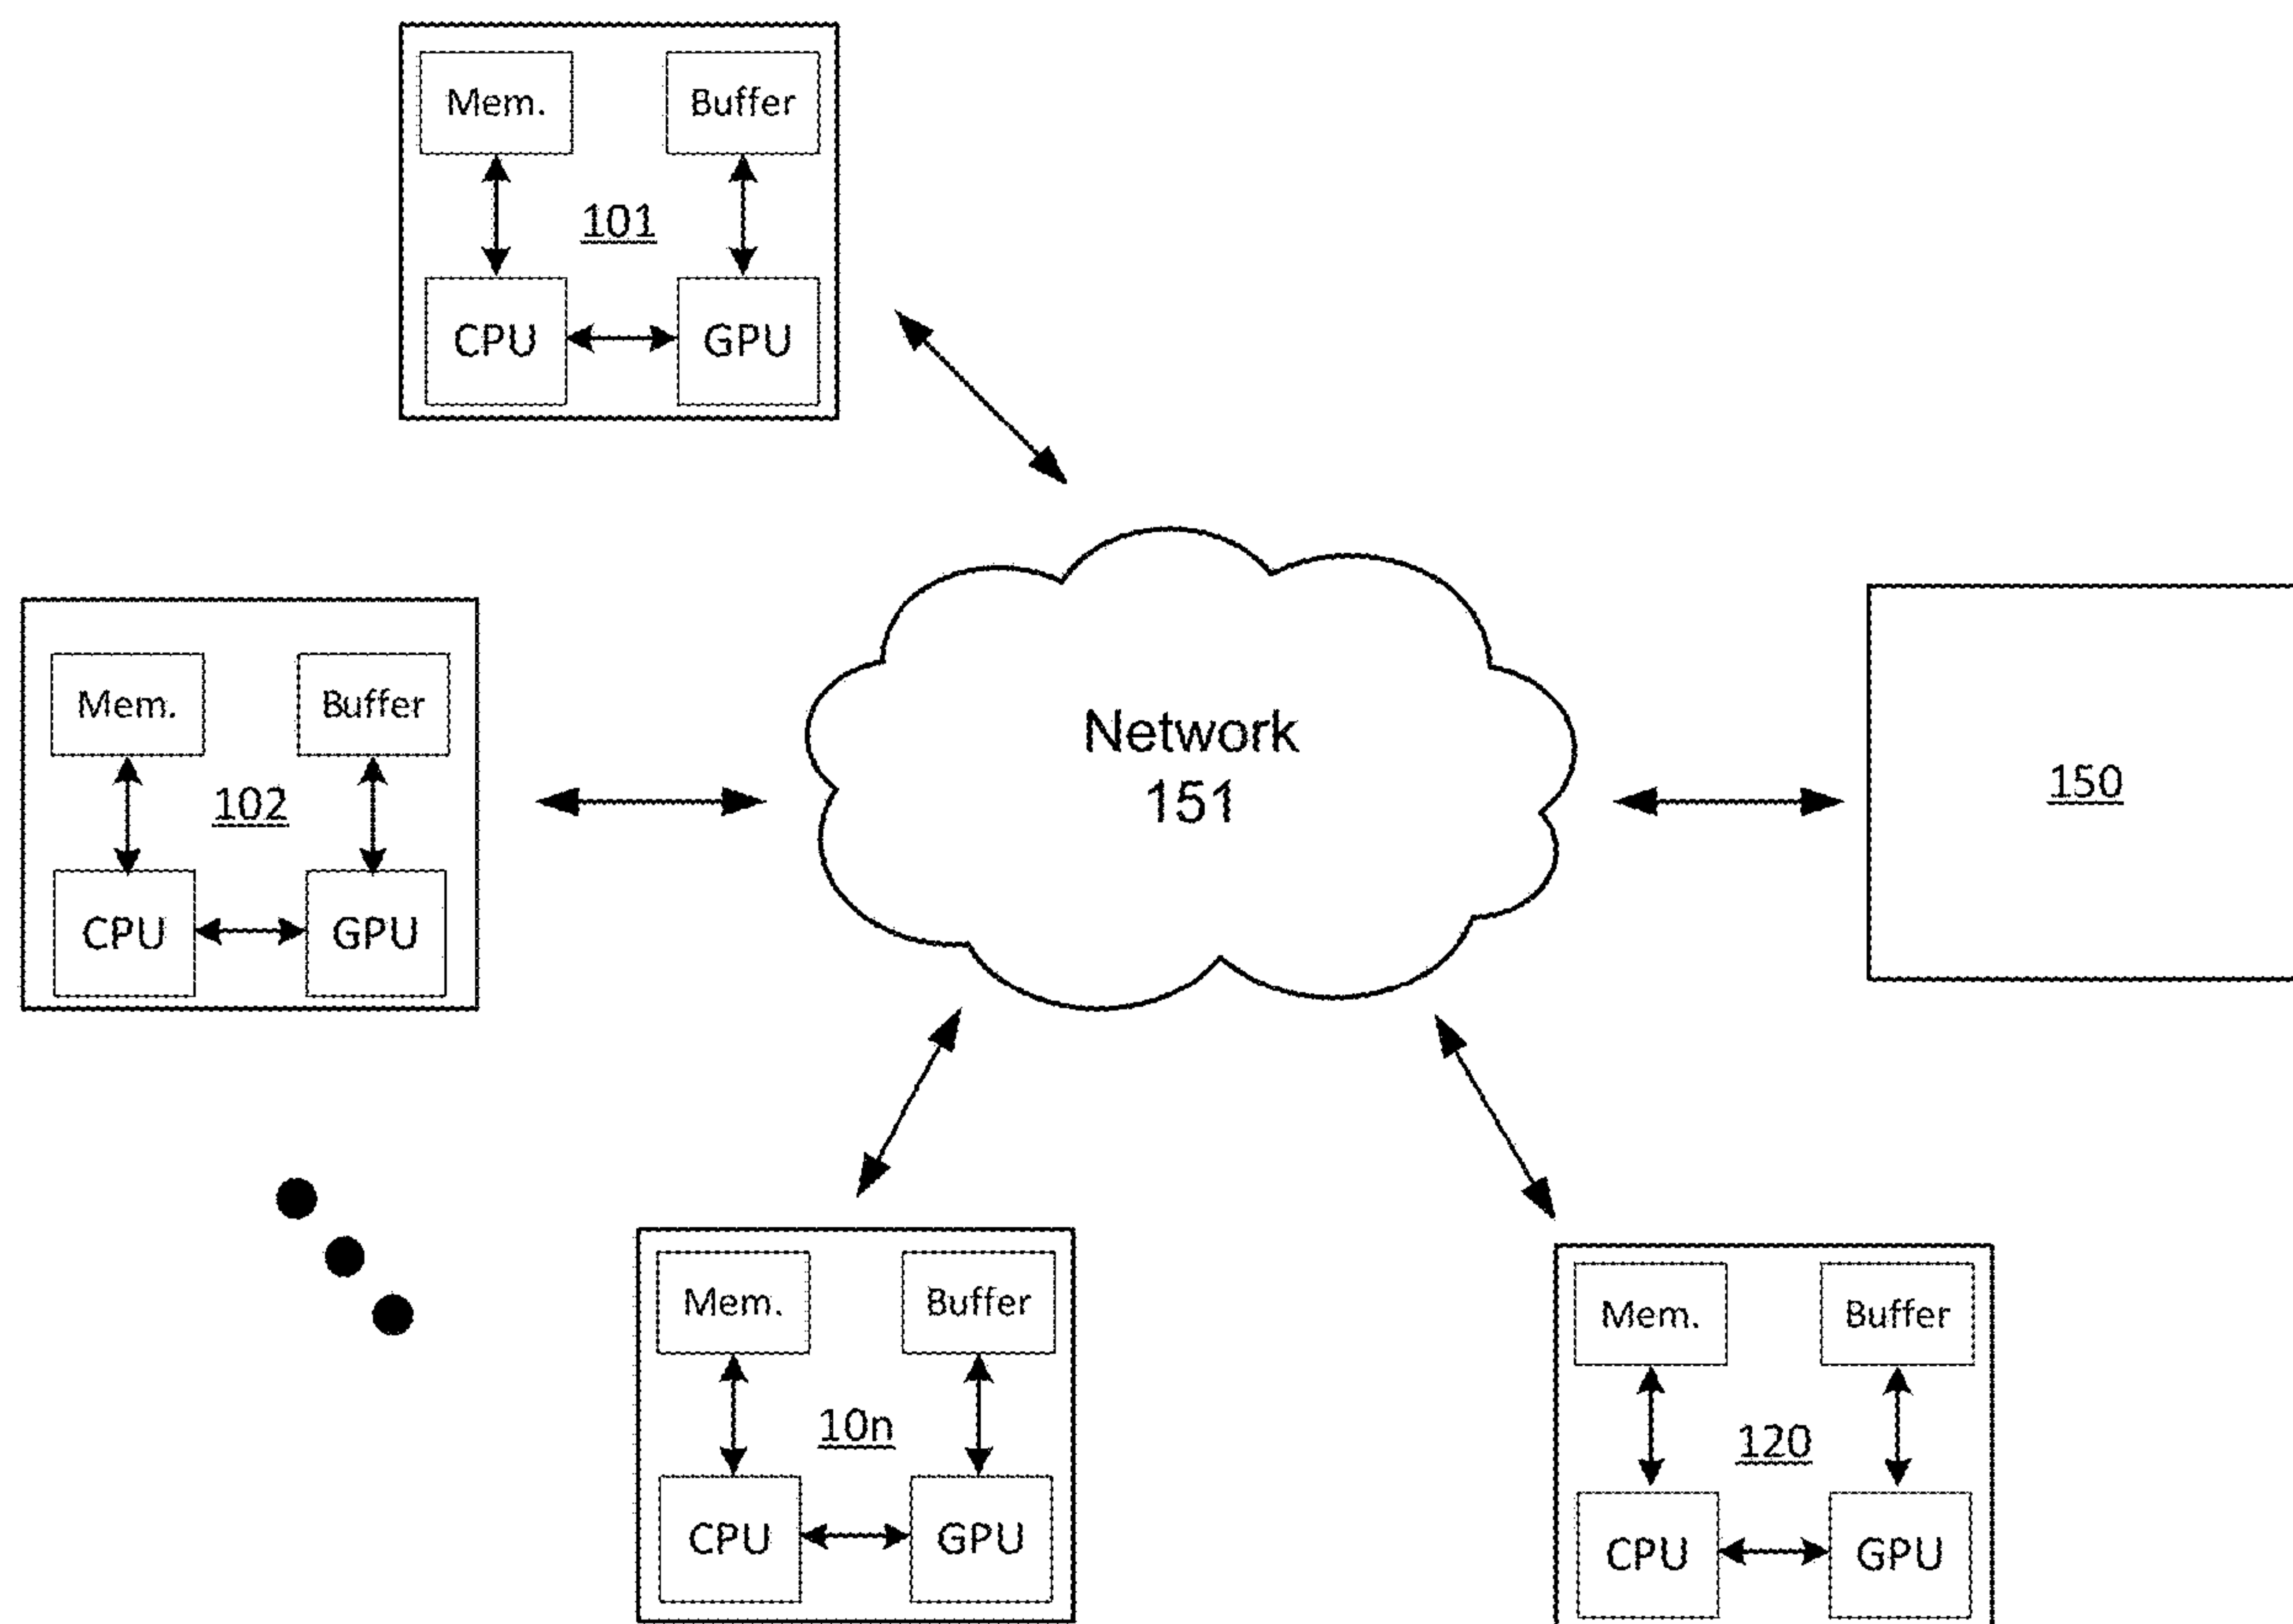 Mem.
Buffer
101
CPU
GPU
Mem.
Buffer
102
CPU
GPU
Network
151
150
Mem.
Buffer
10n
CPU
GPU
Mem.
Buffer
120
CPU
GPU